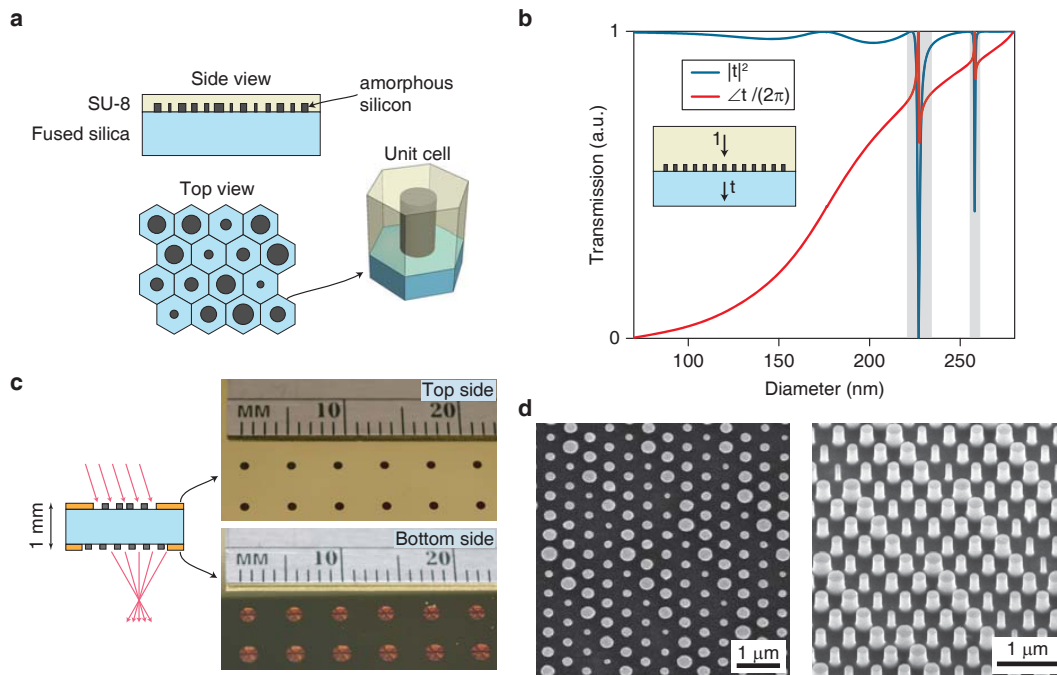 a
Side view
SU-8
amorphous
silicon
Fused silica
Unit cell
Top view
b
1
|t|²
∠t /(2π)
1
t
Transmission (a.u.)
0
100
150
200
250
Diameter (nm)
c
Top side
MM
10
20
1 mm
Bottom side
MM
10
20
d
1 μm
1 μm